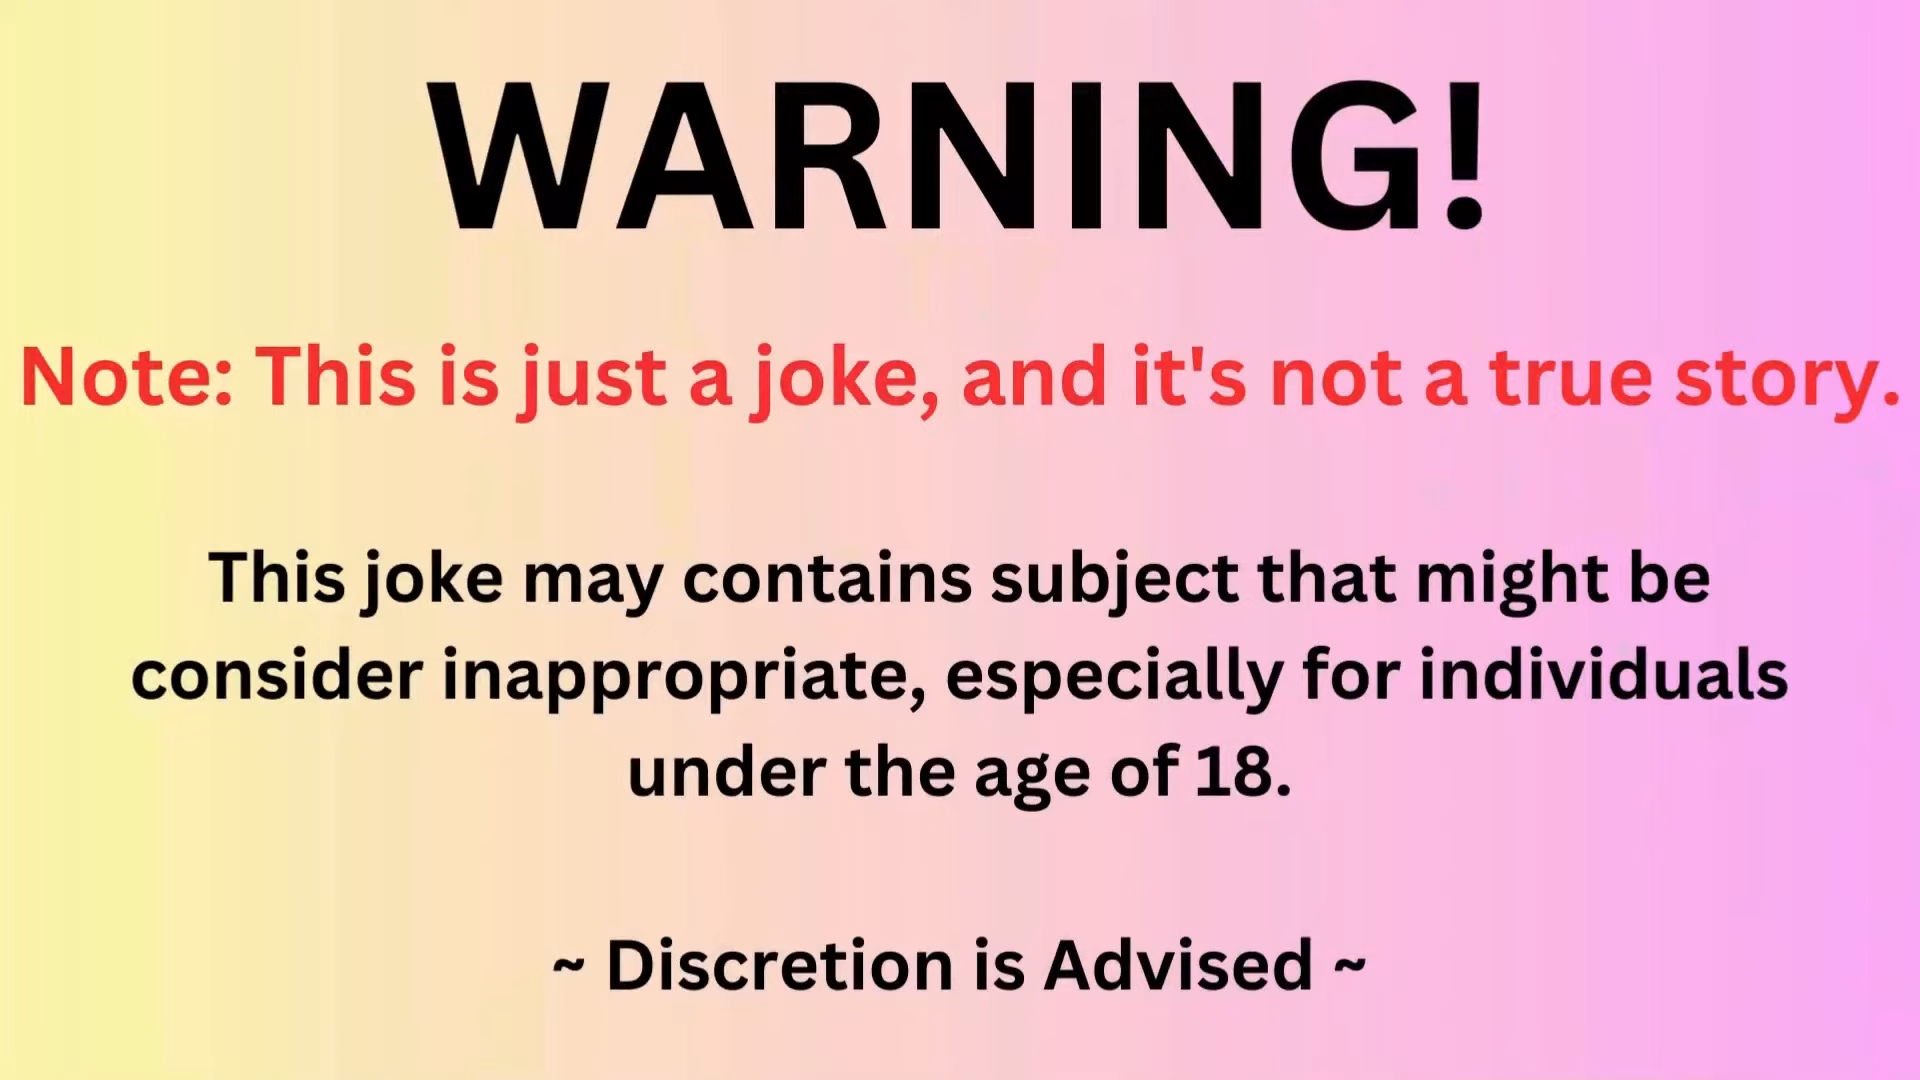 WARNING!
Note: This is just a joke, and it's not a true story.
This joke may contains subject that might be
consider inappropriate, especially for individuals
under the age of 18.
~ Discretion is Advised ~